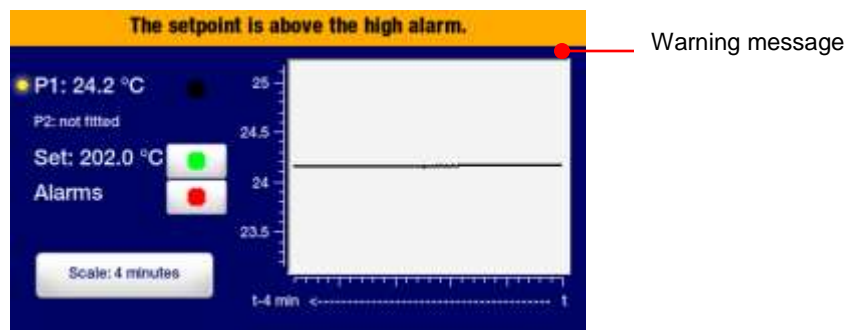 The setpoint is above the high alarm.
Warning message
P1: 24.2 °C
P2: not fitted
Set: 202.0 °C
Alarms
Scale: 4 minutes
25
24.5
24
23.5
t-4 min <---------------------------------------- t